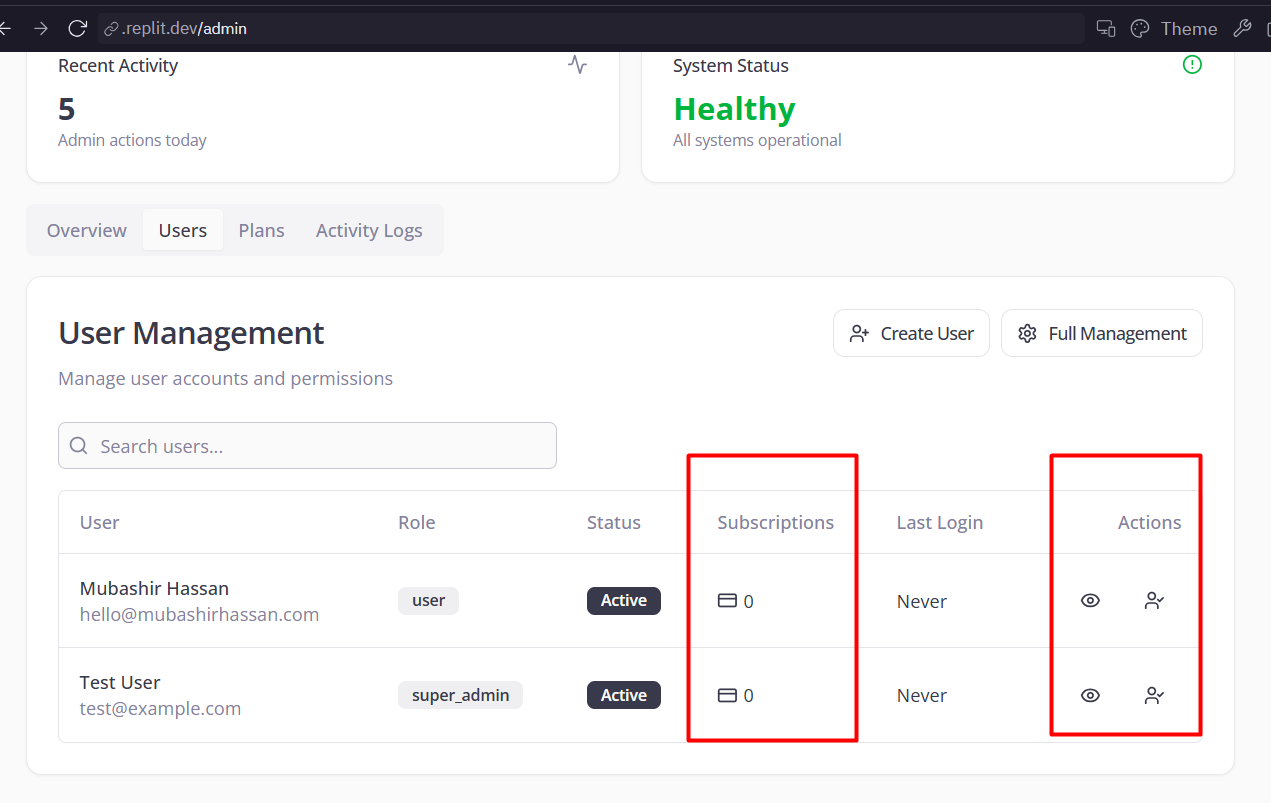 .replit.dev/admin
Theme
Recent Activity
5
Admin actions today
System Status
Healthy
All systems operational
Overview Users Plans Activity Logs
User Management
Manage user accounts and permissions
Create User
Full Management
Search users...
User Role Status Subscriptions Last Login Actions
Mubashir Hassan
hello@mubashirhassan.com
user Active 0 Never
Test User
test@example.com
super_admin Active 0 Never